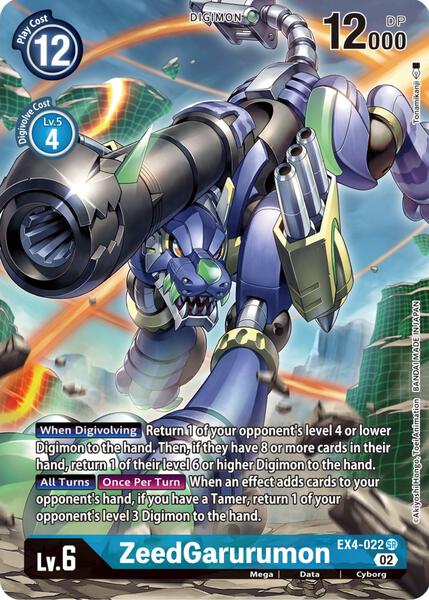 Play Cost
12
DIGIMON
DP
12000
Digivolve Cost
Lv.5
4
Tonamikanji
©Akiyoshi Hongo, Toei Animation BANDAI MADE IN JAPAN
When Digivolving Return 1 of your opponent's level 4 or lower
Digimon to the hand. Then, if they have 8 or more cards in their
hand, return 1 of their level 6 or higher Digimon to the hand.
All Turns Once Per Turn When an effect adds cards to your
opponent's hand, if you have a Tamer, return 1 of your
opponent's level 3 Digimon to the hand.
Lv.6
ZeedGarurumon
EX4-022 SR
02
Mega Data Cyborg